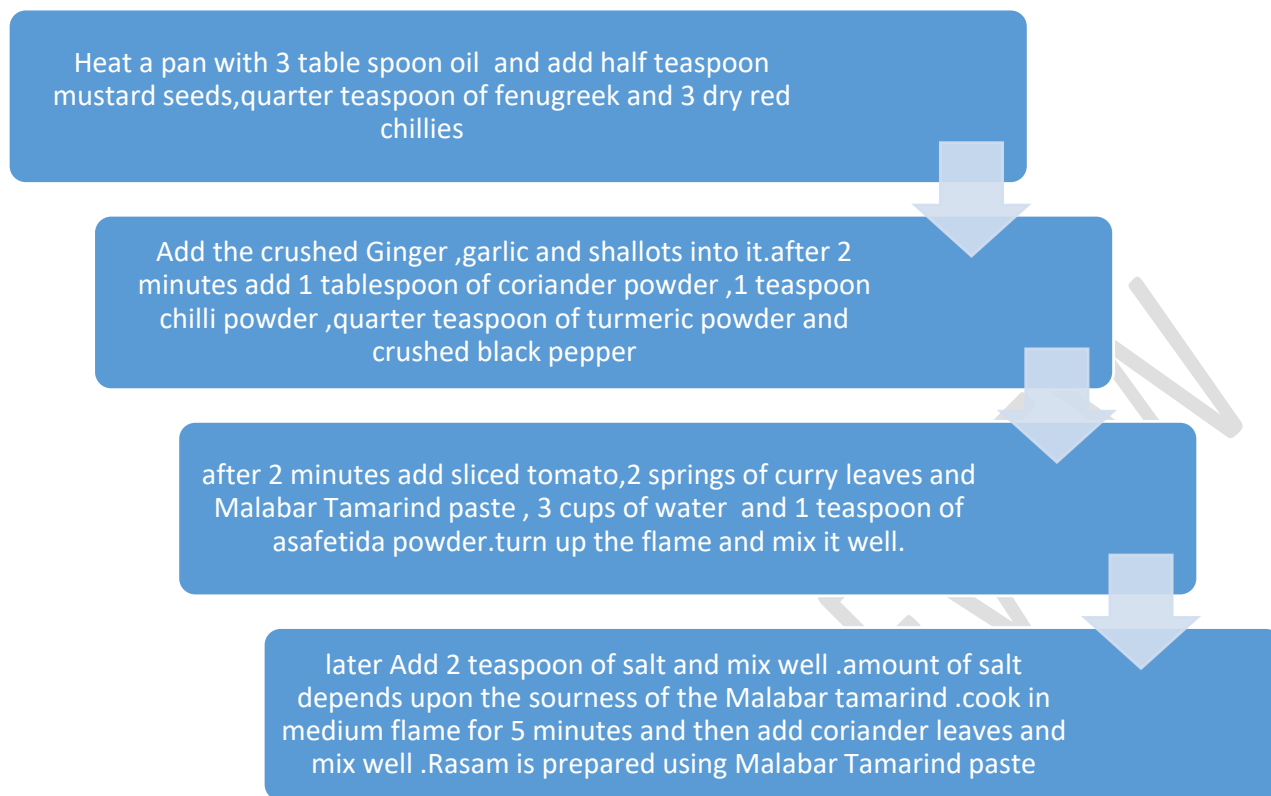 Heat a pan with 3 table spoon oil  and add half teaspoon
mustard seeds,quarter teaspoon of fenugreek and 3 dry red
chillies
Add the crushed Ginger ,garlic and shallots into it.after 2
minutes add 1 tablespoon of coriander powder ,1 teaspoon
chilli powder ,quarter teaspoon of turmeric powder and
crushed black pepper
after 2 minutes add sliced tomato,2 springs of curry leaves and
Malabar Tamarind paste , 3 cups of water  and 1 teaspoon of
asafetida powder.turn up the flame and mix it well.
later Add 2 teaspoon of salt and mix well .amount of salt
depends upon the sourness of the Malabar tamarind .cook in
medium flame for 5 minutes and then add coriander leaves and
mix well .Rasam is prepared using Malabar Tamarind paste